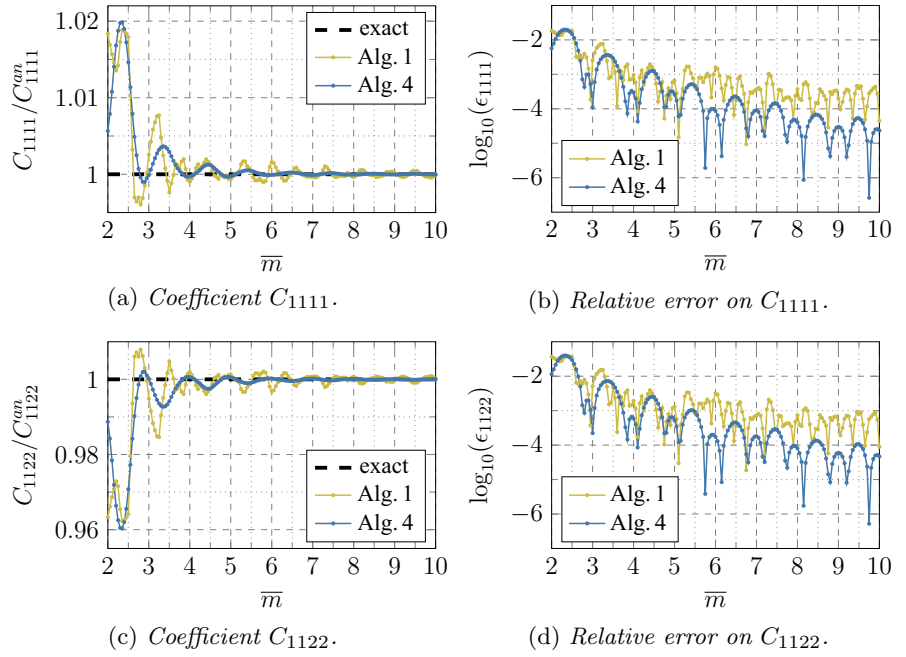 1.02
1.01
1
C₁₁₁₁/C₁₁₁₁ᵃⁿ
exact
Alg. 1
Alg. 4
2 3 4 5 6 7 8 9 10
m̅
(a) Coefficient C₁₁₁₁.
−2
−4
−6
log₁₀(ϵ₁₁₁₁)
Alg. 1
Alg. 4
2 3 4 5 6 7 8 9 10
m̅
(b) Relative error on C₁₁₁₁.
1
0.98
0.96
C₁₁₂₂/C₁₁₂₂ᵃⁿ
exact
Alg. 1
Alg. 4
2 3 4 5 6 7 8 9 10
m̅
(c) Coefficient C₁₁₂₂.
−2
−4
−6
log₁₀(ϵ₁₁₂₂)
Alg. 1
Alg. 4
2 3 4 5 6 7 8 9 10
m̅
(d) Relative error on C₁₁₂₂.